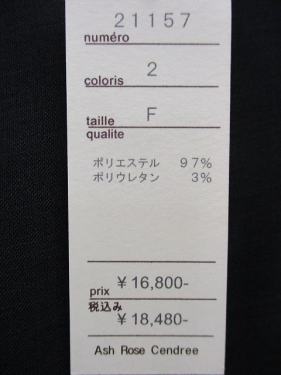 21157
numéro
coloris 2
taille F
qualite
ポリエステル 97%
ポリウレタン 3%
prix ¥16,800-
税込み
¥18,480-
Ash Rose Cendree